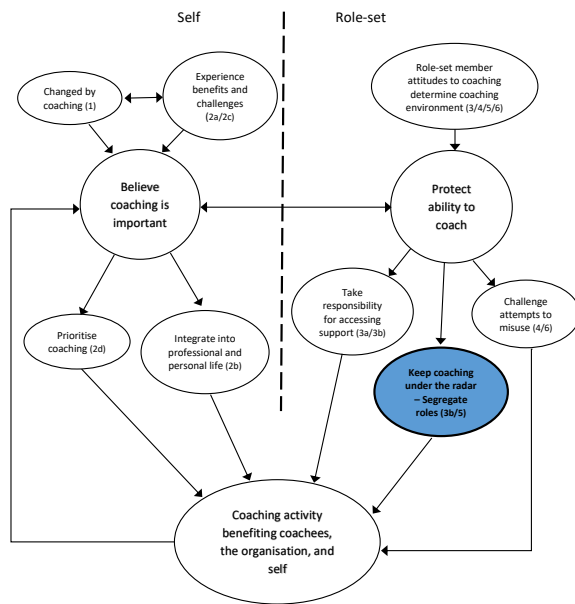 Self
Role-set
Changed by
coaching (1)
Experience
benefits and
challenges
(2a/2c)
Role-set member
attitudes to coaching
determine coaching
environment (3/4/5/6)
Believe
coaching is
important
Protect
ability to
coach
Prioritise
coaching (2d)
Integrate into
professional and
personal life (2b)
Take
responsibility
for accessing
support (3a/3b)
Challenge
attempts to
misuse (4/6)
Keep coaching
under the radar
– Segregate
roles (3b/5)
Coaching activity
benefiting coachees,
the organisation, and
self